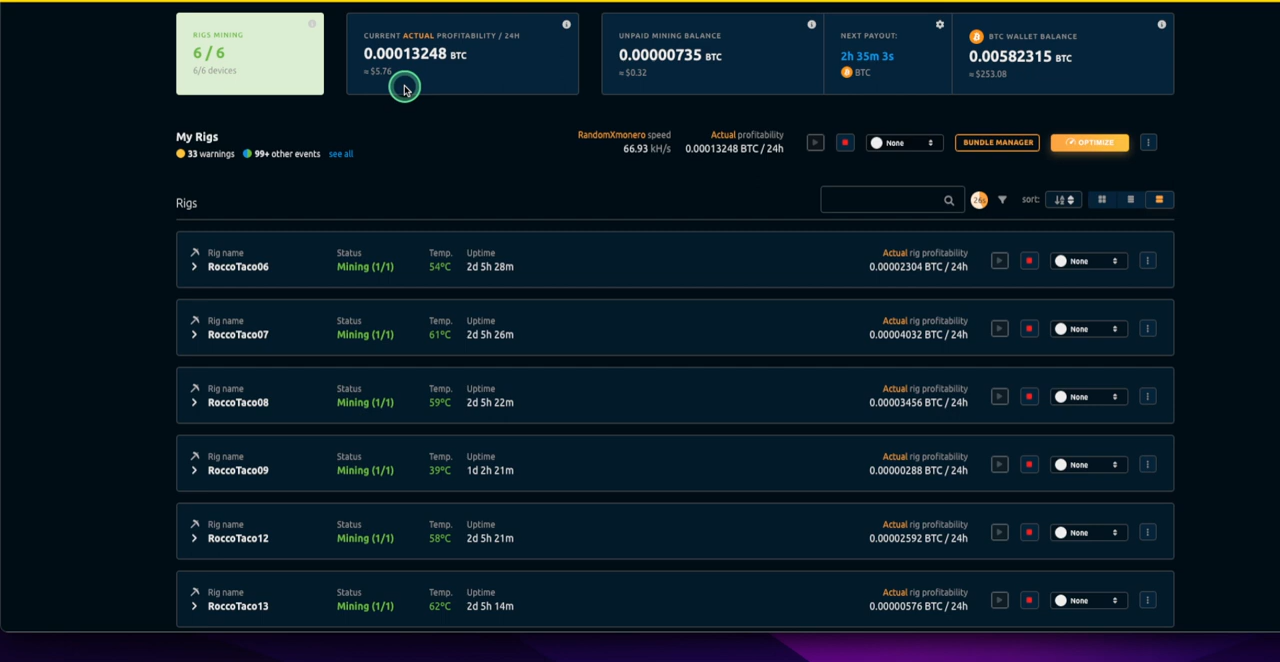 RIGS MINING
6 / 6
6/6 devices
CURRENT ACTUAL PROFITABILITY / 24H
0.00013248 BTC
≈ $5.76
UNPAID MINING BALANCE
0.00000735 BTC
≈ $0.32
NEXT PAYOUT:
2h 35m 3s
BTC
BTC WALLET BALANCE
0.00582315 BTC
≈ $253.08
My Rigs
33 warnings 99+ other events see all
RandomXmonero speed
66.93 kH/s
Actual profitability
0.00013248 BTC / 24h
None
BUNDLE MANAGER
OPTIMIZE
Rigs
26s
sort:
Rig name Status Temp. Uptime Actual rig profitability
RoccoTaco06 Mining (1/1) 54°C 2d 5h 28m 0.00002304 BTC / 24h None
Rig name Status Temp. Uptime Actual rig profitability
RoccoTaco07 Mining (1/1) 61°C 2d 5h 26m 0.00004032 BTC / 24h None
Rig name Status Temp. Uptime Actual rig profitability
RoccoTaco08 Mining (1/1) 59°C 2d 5h 22m 0.00003456 BTC / 24h None
Rig name Status Temp. Uptime Actual rig profitability
RoccoTaco09 Mining (1/1) 39°C 1d 2h 21m 0.00000288 BTC / 24h None
Rig name Status Temp. Uptime Actual rig profitability
RoccoTaco12 Mining (1/1) 58°C 2d 5h 21m 0.00002592 BTC / 24h None
Rig name Status Temp. Uptime Actual rig profitability
RoccoTaco13 Mining (1/1) 62°C 2d 5h 14m 0.00000576 BTC / 24h None